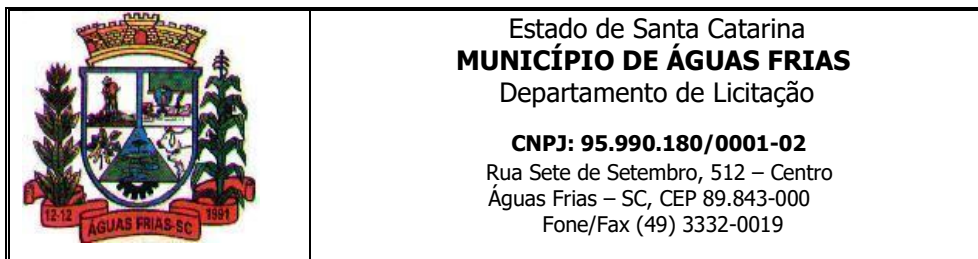 12-12
ÁGUAS FRIAS-SC
1991
Estado de Santa Catarina
MUNICÍPIO DE ÁGUAS FRIAS
Departamento de Licitação
CNPJ: 95.990.180/0001-02
Rua Sete de Setembro, 512 – Centro
Águas Frias – SC, CEP 89.843-000
Fone/Fax (49) 3332-0019